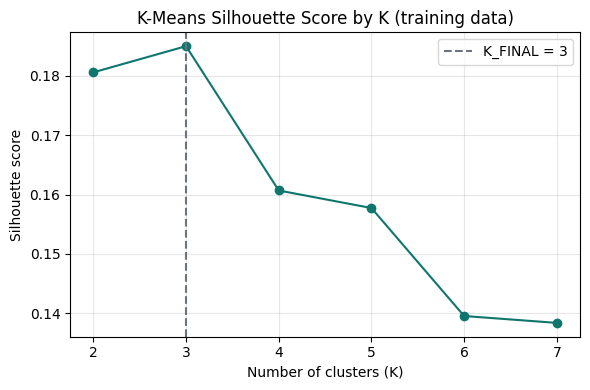 K-Means Silhouette Score by K (training data)
K_FINAL = 3
Silhouette score
0.18
0.17
0.16
0.15
0.14
2 3 4 5 6 7
Number of clusters (K)